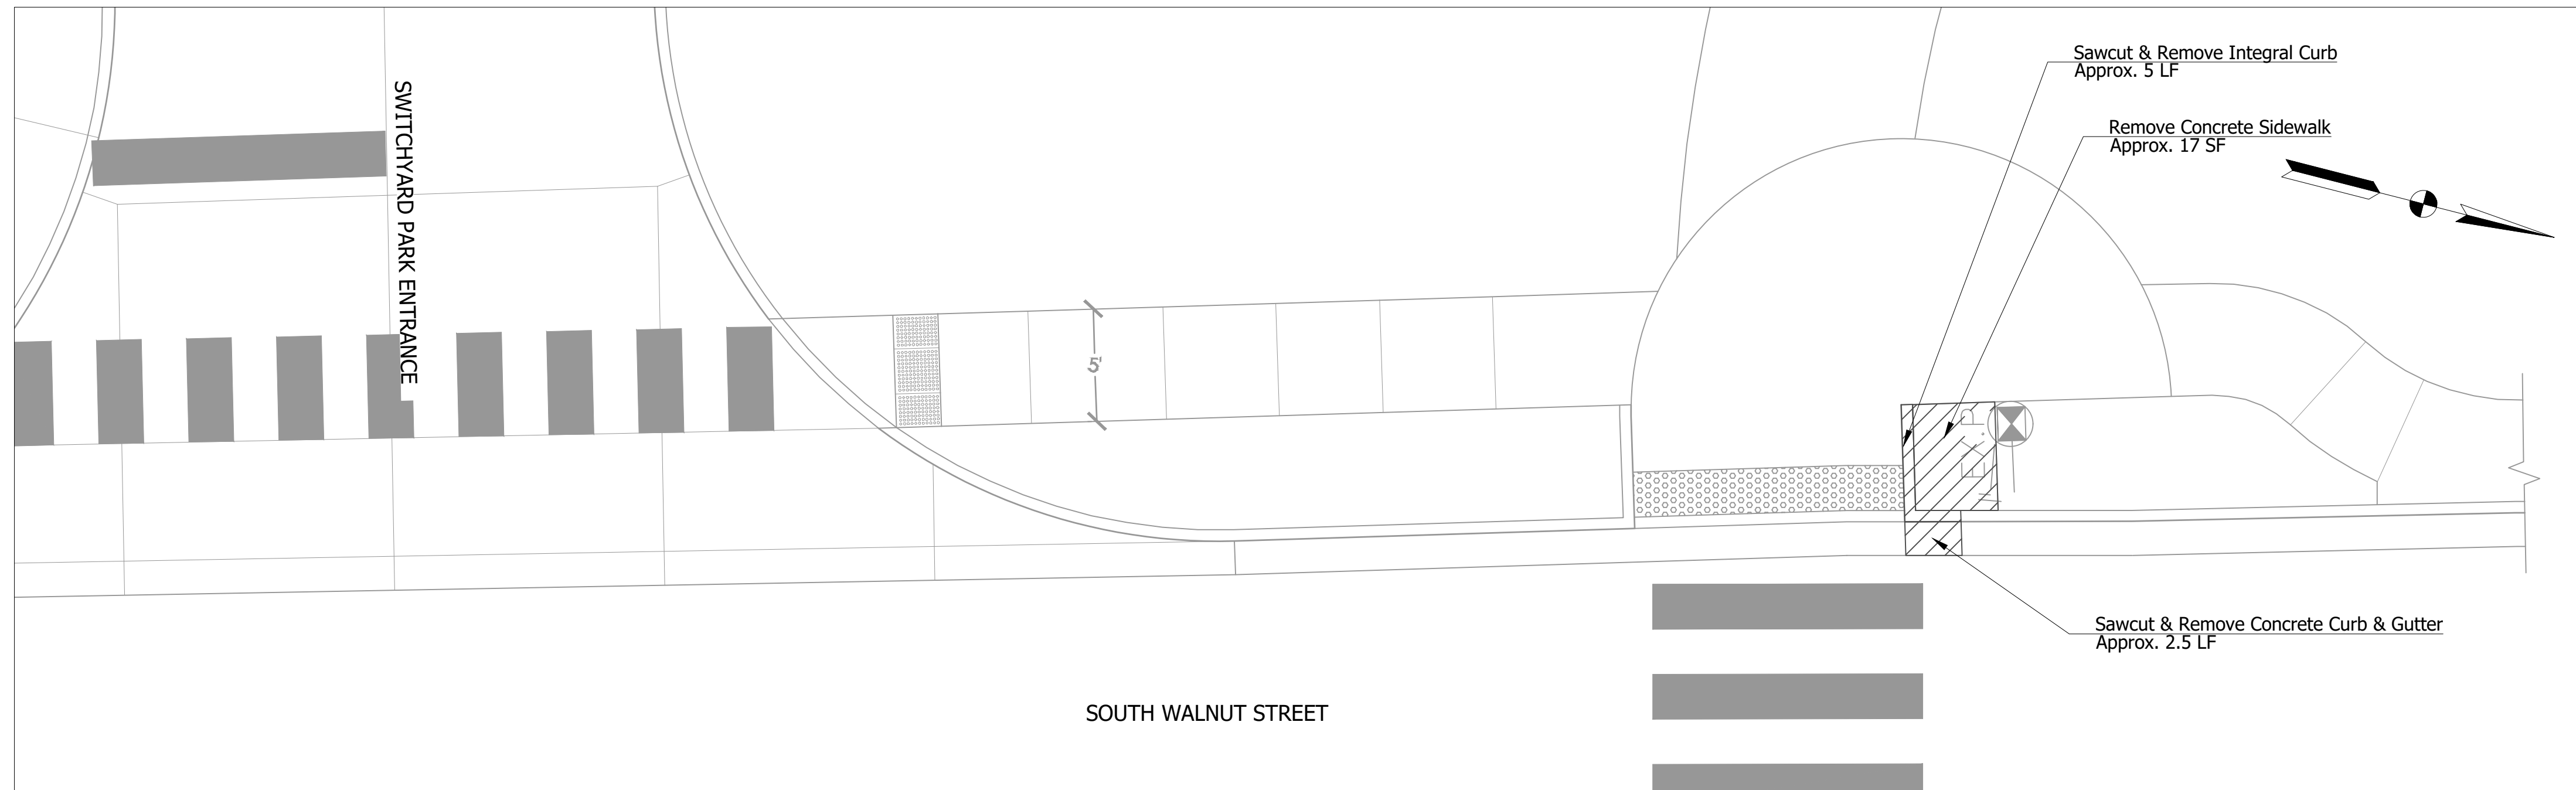 Sawcut & Remove Integral Curb
Approx. 5 LF
Remove Concrete Sidewalk
Approx. 17 SF
SWITCHYARD PARK ENTRANCE
5'
Sawcut & Remove Concrete Curb & Gutter
Approx. 2.5 LF
SOUTH WALNUT STREET